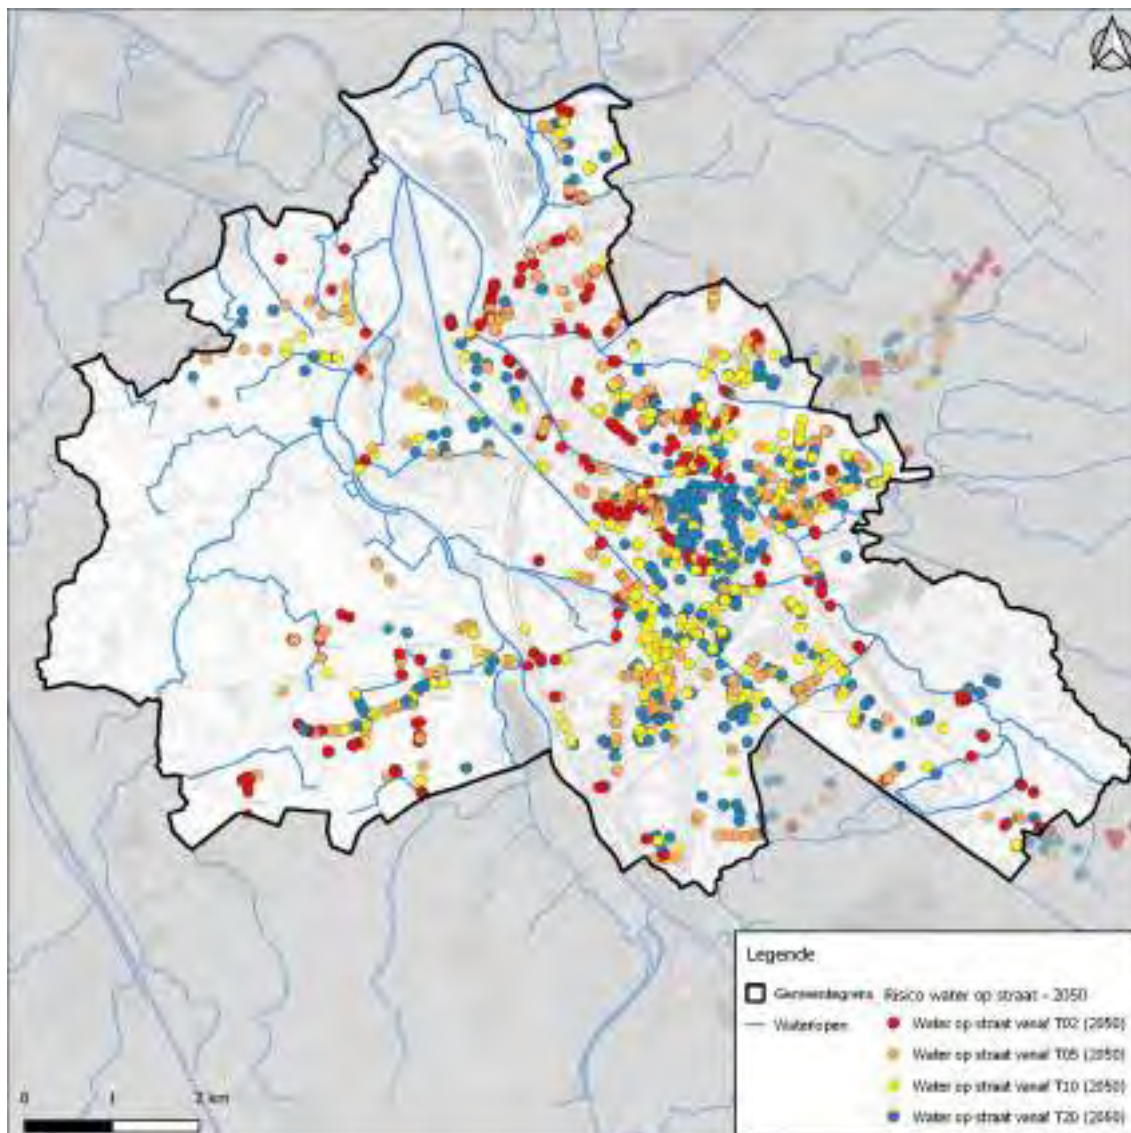 Legende
Gemeentegrens
Waterlopen
Risico water op straat - 2050
Water op straat vanaf T02 (2050)
Water op straat vanaf T05 (2050)
Water op straat vanaf T10 (2050)
Water op straat vanaf T20 (2050)
0 1 2 km